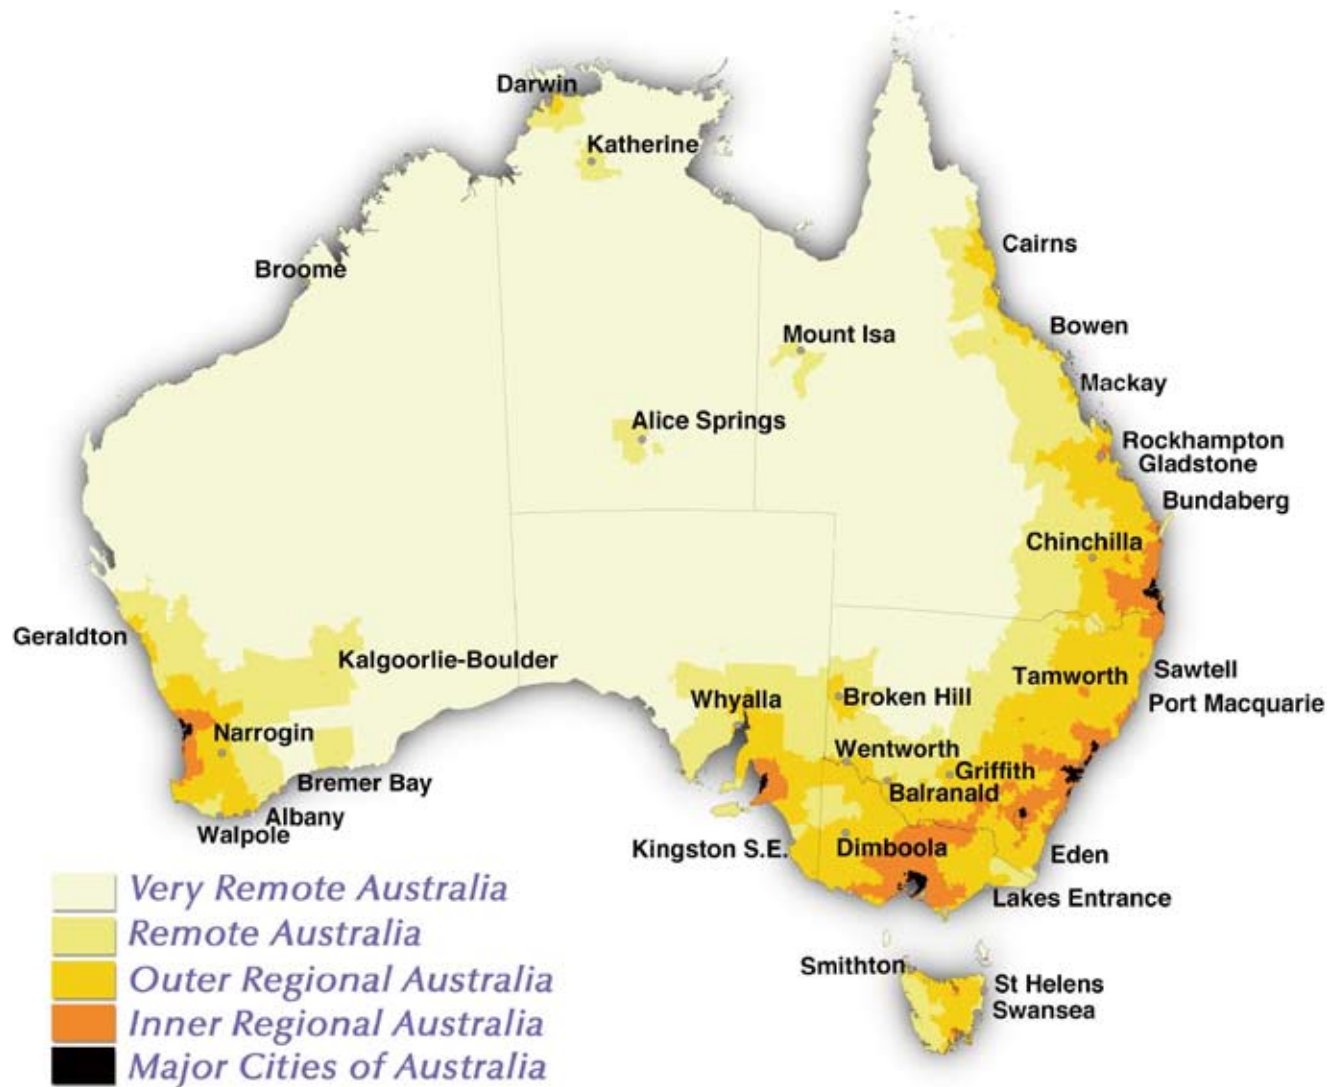 Darwin
Katherine
Cairns
Broome
Bowen
Mount Isa
Mackay
Alice Springs
Rockhampton
Gladstone
Bundaberg
Chinchilla
Geraldton
Kalgoorlie-Boulder
Sawtell
Tamworth
Whyalla
Broken Hill
Port Macquarie
Narrogin
Wentworth
Griffith
Bremer Bay
Balranald
Albany
Walpole
Kingston S.E.
Dimboola
Eden
Lakes Entrance
Very Remote Australia
Remote Australia
Outer Regional Australia
Inner Regional Australia
Major Cities of Australia
Smithton
St Helens
Swansea